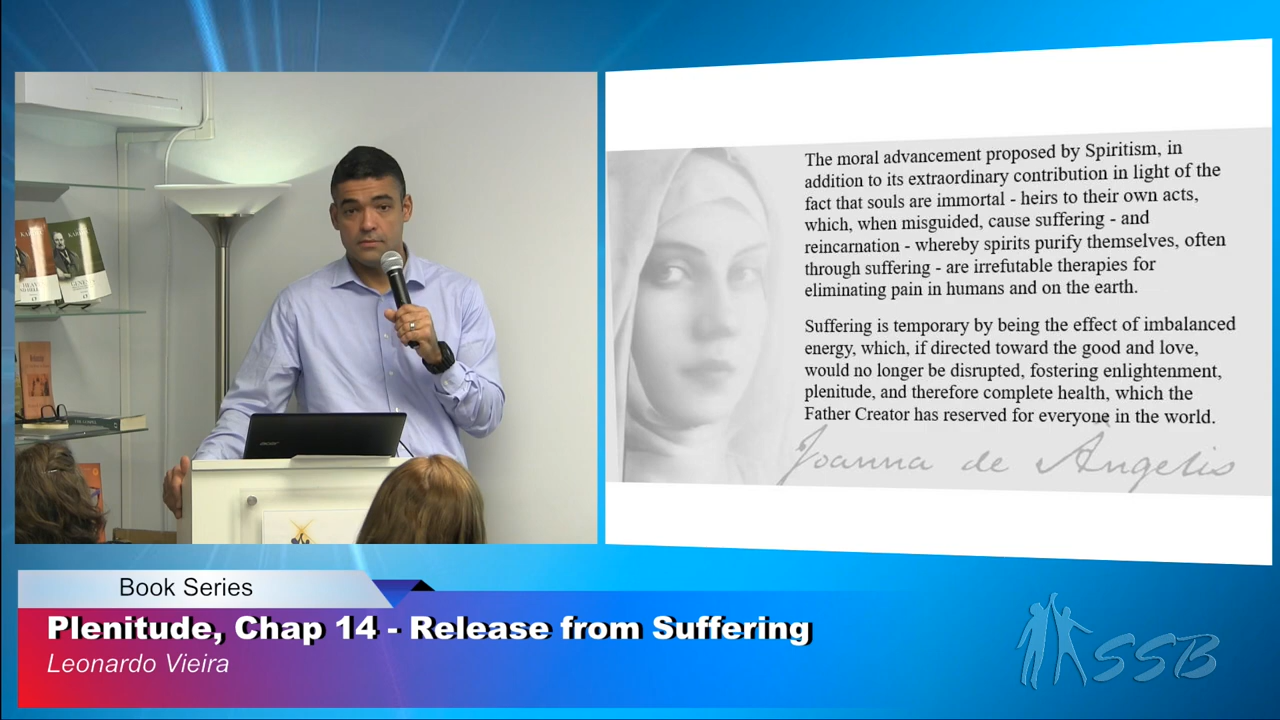 The moral advancement proposed by Spiritism, in
addition to its extraordinary contribution in light of the
fact that souls are immortal - heirs to their own acts,
which, when misguided, cause suffering - and
reincarnation - whereby spirits purify themselves, often
through suffering - are irrefutable therapies for
eliminating pain in humans and on the earth.
Suffering is temporary by being the effect of imbalanced
energy, which, if directed toward the good and love,
would no longer be disrupted, fostering enlightenment,
plenitude, and therefore complete health, which the
Father Creator has reserved for everyone in the world.
Joanna de Ângelis
acer
Book Series
Plenitude, Chap 14 - Release from Suffering
Leonardo Vieira
SSB